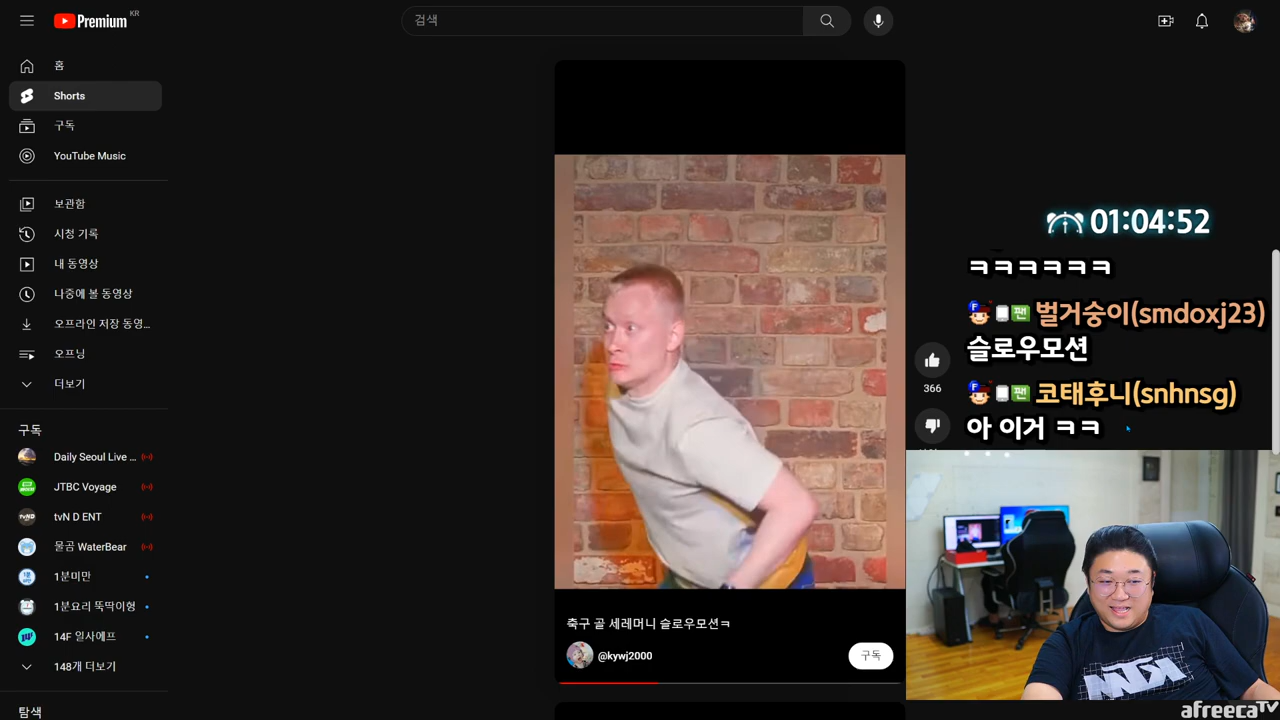 Premium KR
검색
홈
Shorts
구독
YouTube Music
보관함
시청 기록
내 동영상
나중에 볼 동영상
오프라인 저장 동영...
오프닝
더보기
구독
Daily Seoul Live ...
JTBC Voyage
tvN D ENT
물곰 WaterBear
1분미만
1분요리 뚝딱이형
14F 일사에프
148개 더보기
탐색
축구 골 세레머니 슬로우모션ㅋ
@kywj2000
구독
366
01:04:52
ㅋㅋㅋㅋㅋㅋ
F 팬 벌거숭이(smdoxj23)
슬로우모션
F 팬 코태후니(snhnsg)
아 이거 ㅋㅋ
afreecaTV